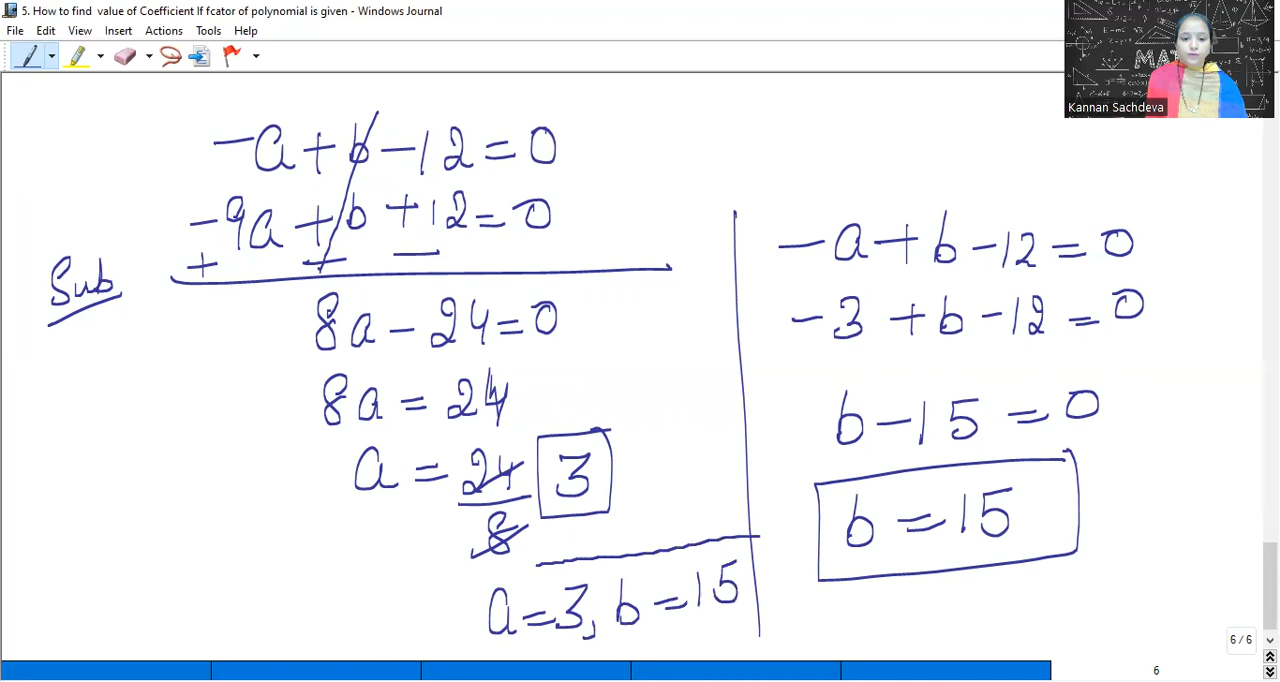 5. How to find value of Coefficient If fcator of polynomial is given - Windows Journal
File Edit View Insert Actions Tools Help
MA
Kannan Sachdeva
-a+b-12=0
-9a+b+12=0
+ - -
Sub
8a-24=0
8a=24
a=24/8 3
a=3, b=15
-a+b-12=0
-3+b-12=0
b-15=0
b=15
6/6
6